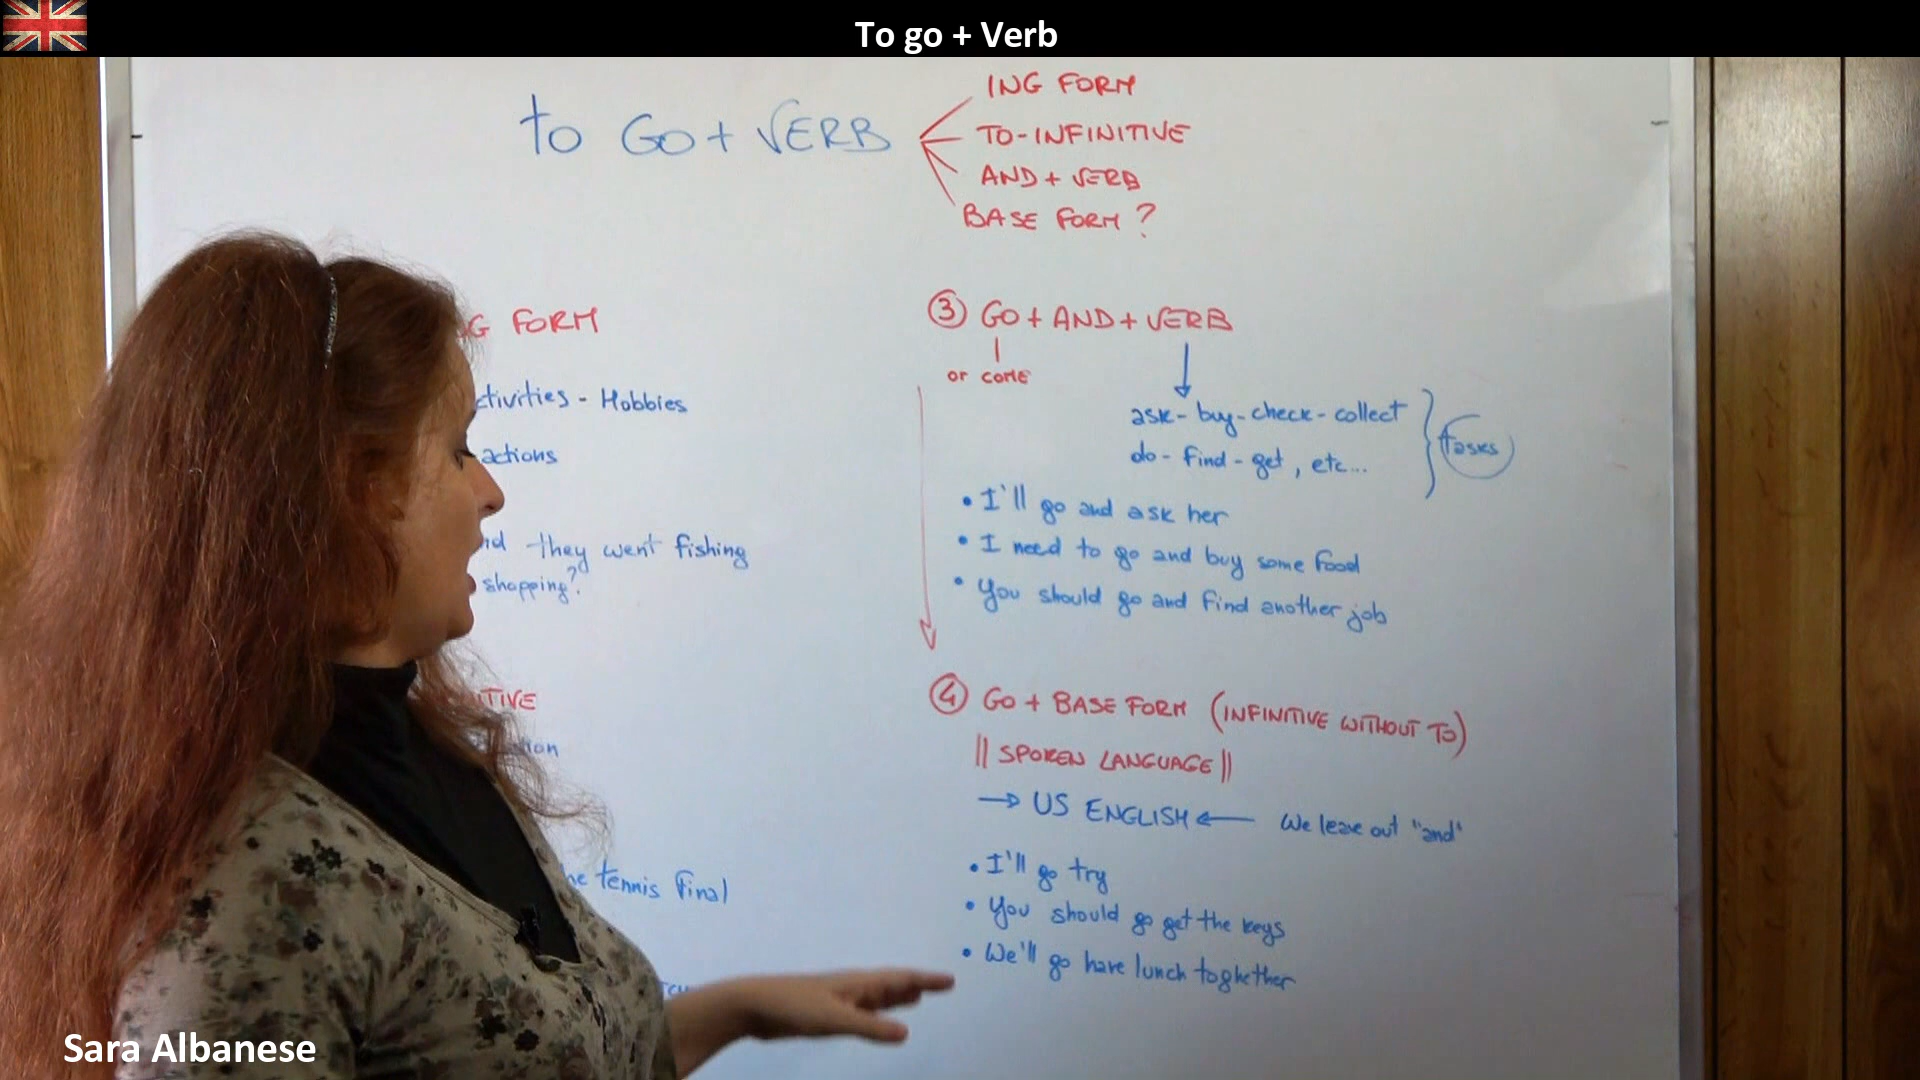 To go + Verb
to GO + VERB
ING FORM
TO-INFINITIVE
AND + VERB
BASE FORM ?
FORM
- Hobbies
actions
they went fishing
shopping?
the tennis final
③ GO + AND + VERB
or come
ask - buy - check - collect
do - find - get, etc...
tasks
• I'll go and ask her
• I need to go and buy some food
• You should go and find another job
④ GO + BASE FORM (INFINITIVE WITHOUT TO)
|| SPOKEN LANGUAGE ||
→ US ENGLISH ← We leave out "and"
• I'll go try
• You should go get the keys
• We'll go have lunch toghether
Sara Albanese